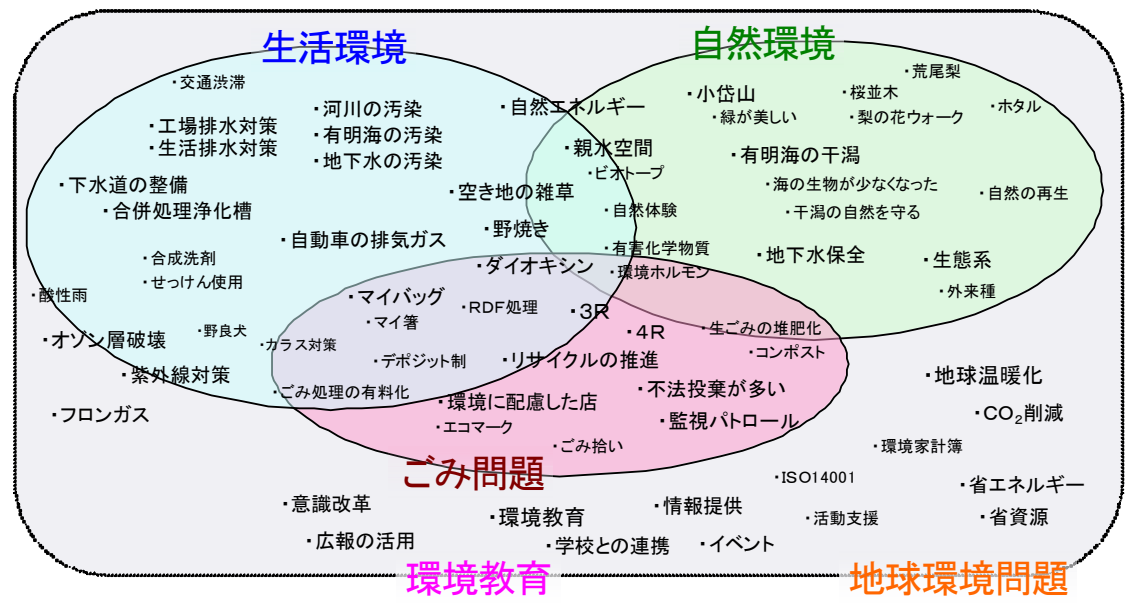 生活環境
自然環境
・交通渋滞
・河川の汚染
・自然エネルギー
・工場排水対策
・有明海の汚染
・生活排水対策
・地下水の汚染
・親水空間
・ビオトープ
・下水道の整備
・空き地の雑草
・合併処理浄化槽
・自然体験
・野焼き
・自動車の排気ガス
・有害化学物質
・合成洗剤
・ダイオキシン
・環境ホルモン
・せっけん使用
・酸性雨
・小岱山
・緑が美しい
・荒尾梨
・桜並木
・梨の花ウォーク
・ホタル
・有明海の干潟
・海の生物が少なくなった
・自然の再生
・干潟の自然を守る
・地下水保全
・生態系
・外来種
・マイバッグ
・マイ箸
・RDF処理
・3R
・4R
・生ごみの堆肥化
・コンポスト
・オゾン層破壊
・野良犬
・カラス対策
・デポジット制
・リサイクルの推進
・紫外線対策
・ごみ処理の有料化
・不法投棄が多い
・環境に配慮した店
・監視パトロール
・エコマーク
・ごみ拾い
・フロンガス
ごみ問題
・地球温暖化
・CO₂削減
・環境家計簿
・ISO14001
・省エネルギー
・意識改革
・環境教育
・情報提供
・活動支援
・省資源
・広報の活用
・学校との連携
・イベント
環境教育
地球環境問題